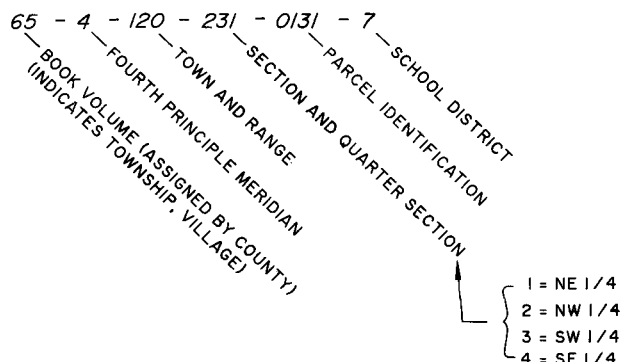 65 - 4 - 120 - 231 - 0131 - 7
BOOK VOLUME (ASSIGNED BY COUNTY)
(INDICATES TOWNSHIP, VILLAGE)
FOURTH PRINCIPLE MERIDIAN
TOWN AND RANGE
SECTION AND QUARTER SECTION
PARCEL IDENTIFICATION
SCHOOL DISTRICT
1 = NE 1/4
2 = NW 1/4
3 = SW 1/4
4 = SE 1/4